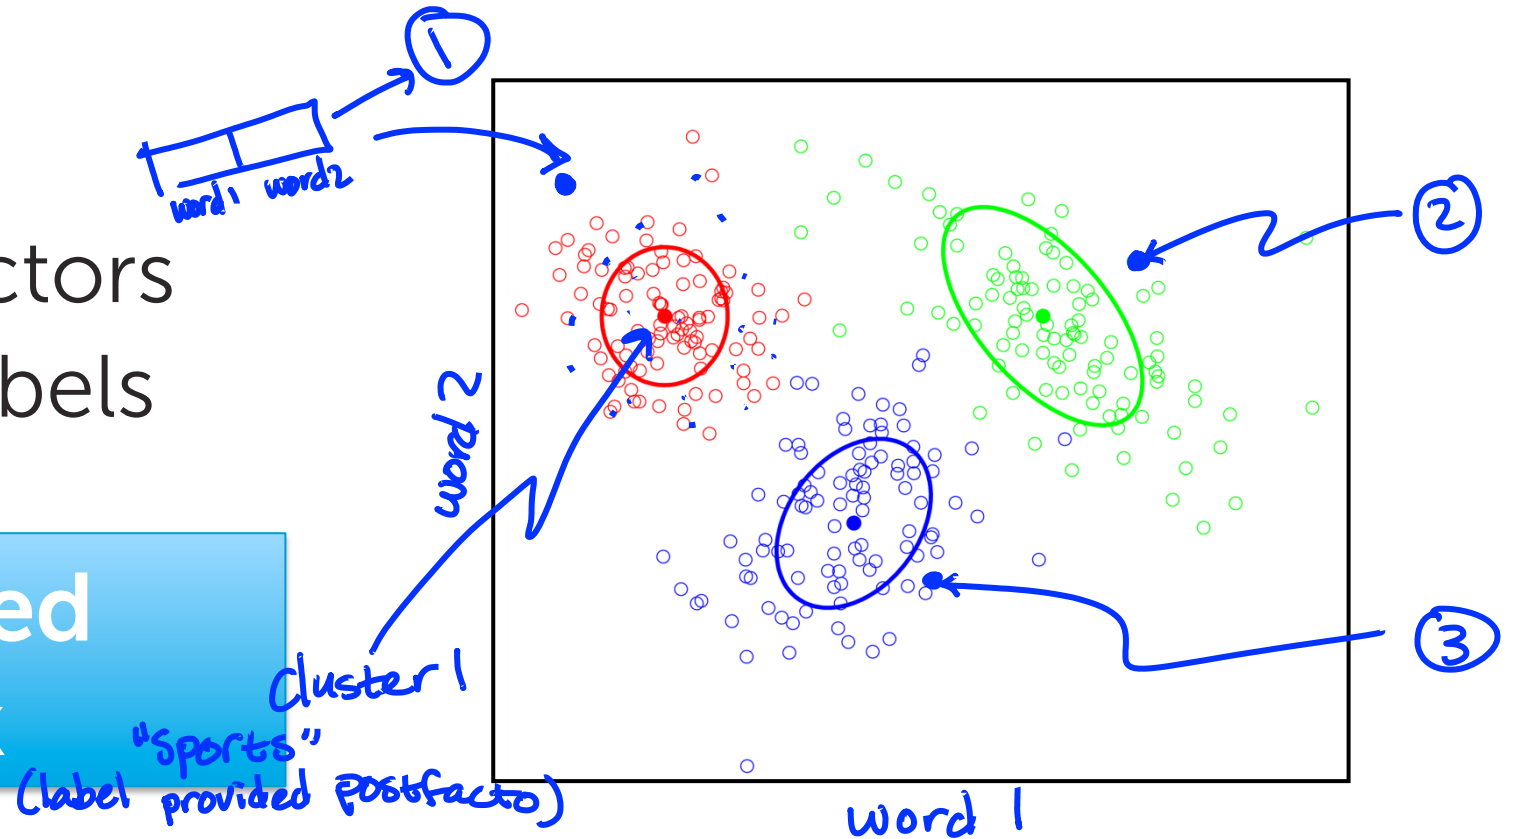 1
word1 word2
ctors
2
bels
word 2
ed
3
Cluster 1
"Sports"
(label provided postfacto)
word 1